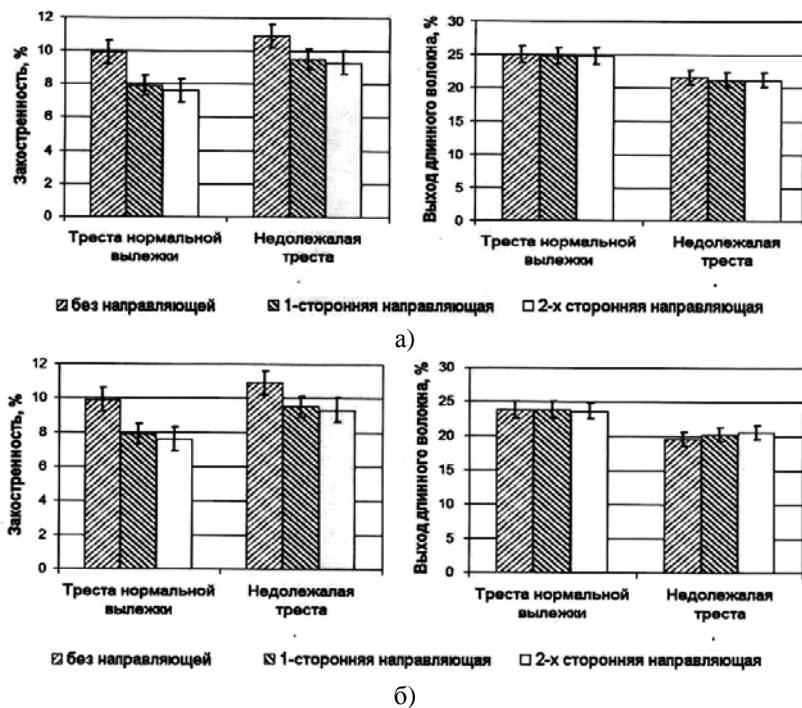 Закостренность, %
12
10
8
6
4
2
0
Треста нормальной
вылежки
Недолежалая
треста
Выход длинного волокна, %
30
25
20
15
10
5
0
Треста нормальной
вылежки
Недолежалая
треста
без направляющей 1-сторонняя направляющая 2-х сторонняя направляющая
а)
Закостренность, %
12
10
8
6
4
2
0
Треста нормальной
вылежки
Недолежалая
треста
Выход длинного волокна, %
30
25
20
15
10
5
0
Треста нормальной
вылежки
Недолежалая
треста
без направляющей 1-сторонняя направляющая 2-х сторонняя направляющая
б)